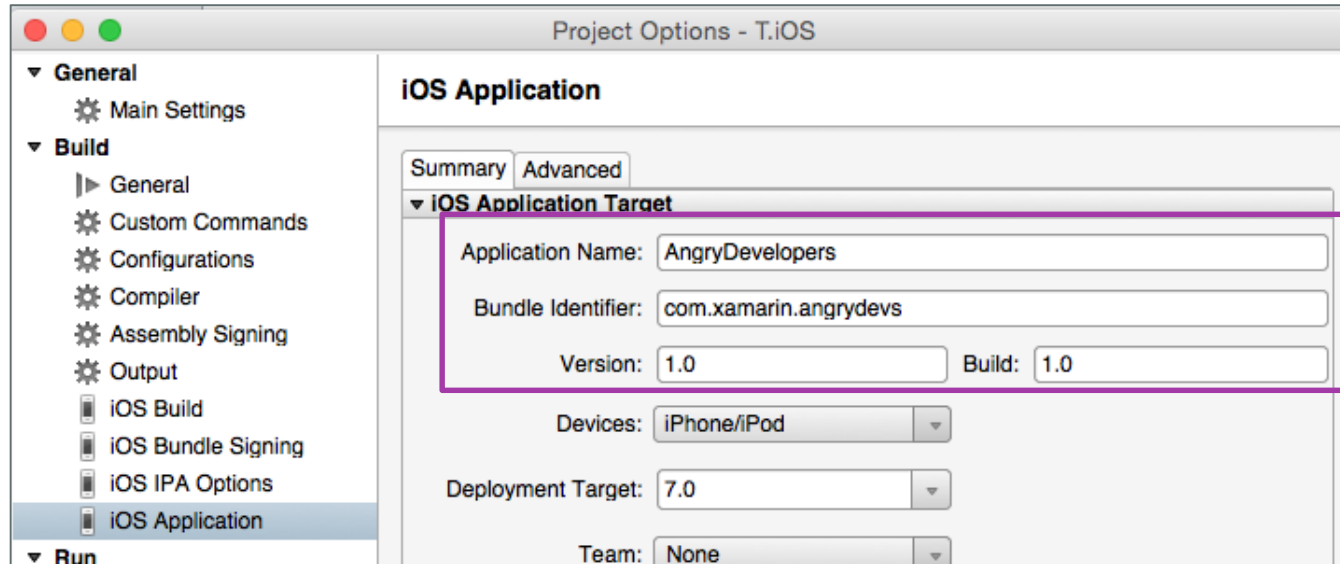 Project Options - T.iOS
General
Main Settings
Build
General
Custom Commands
Configurations
Compiler
Assembly Signing
Output
iOS Build
iOS Bundle Signing
iOS IPA Options
iOS Application
Run
iOS Application
Summary Advanced
iOS Application Target
Application Name: AngryDevelopers
Bundle Identifier: com.xamarin.angrydevs
Version: 1.0 Build: 1.0
Devices: iPhone/iPod
Deployment Target: 7.0
Team: None